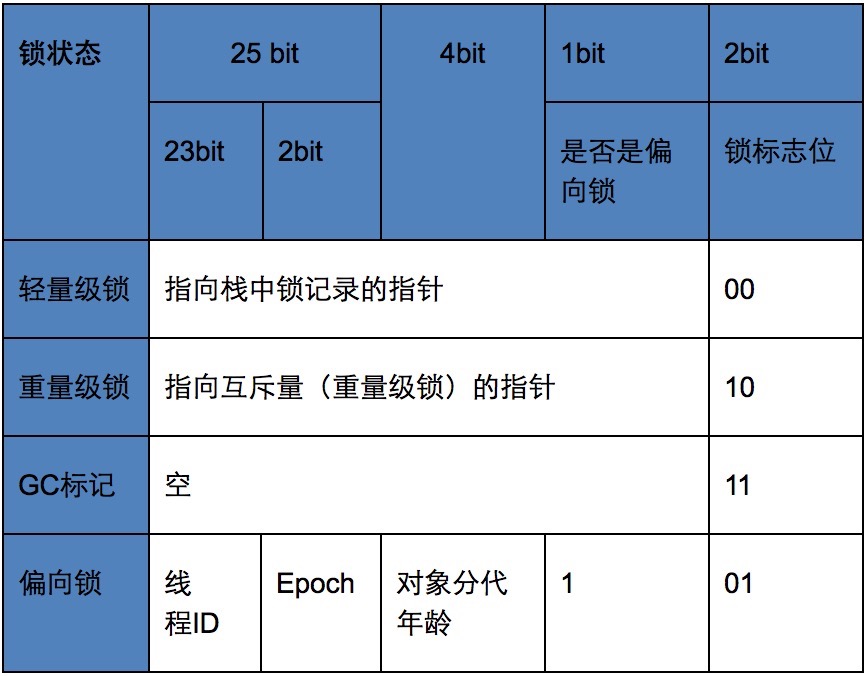 锁状态 25 bit 4bit 1bit 2bit
23bit 2bit 是否是偏
向锁 锁标志位
轻量级锁 指向栈中锁记录的指针 00
重量级锁 指向互斥量（重量级锁）的指针 10
GC标记 空 11
偏向锁 线 Epoch 对象分代 1 01
程ID 年龄